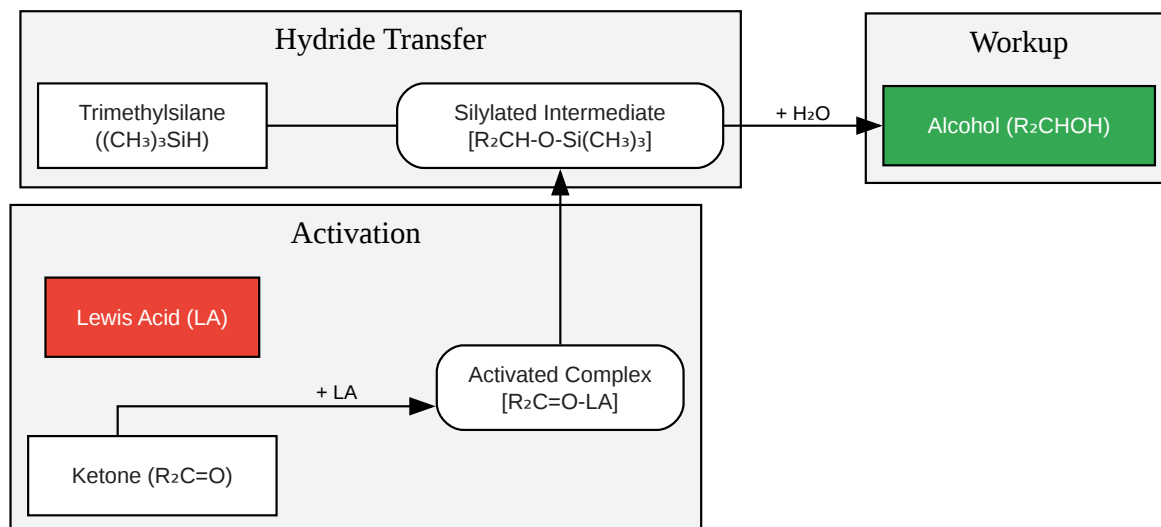 Hydride Transfer
Trimethylsilane
((CH₃)₃SiH)
Silylated Intermediate
[R₂CH-O-Si(CH₃)₃]
+ H₂O
Workup
Alcohol (R₂CHOH)
Activation
Lewis Acid (LA)
+ LA
Activated Complex
[R₂C=O-LA]
Ketone (R₂C=O)